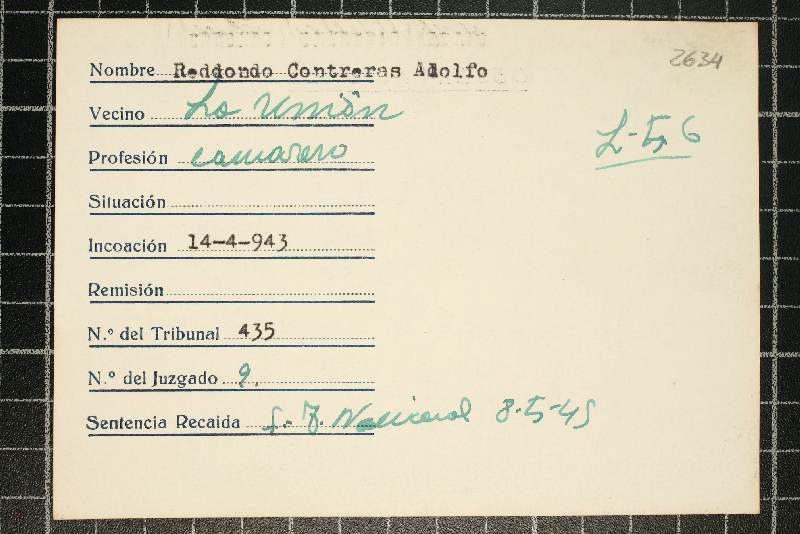 2634
Nombre Reddondo Contreras Adolfo
Vecino La Unión
L-5, 6
Profesión camarero
Situación
Incoación 14-4-943
Remisión
N.º del Tribunal 435
N.º del Juzgado 9.
Sentencia Recaida Nacional 8-5-45